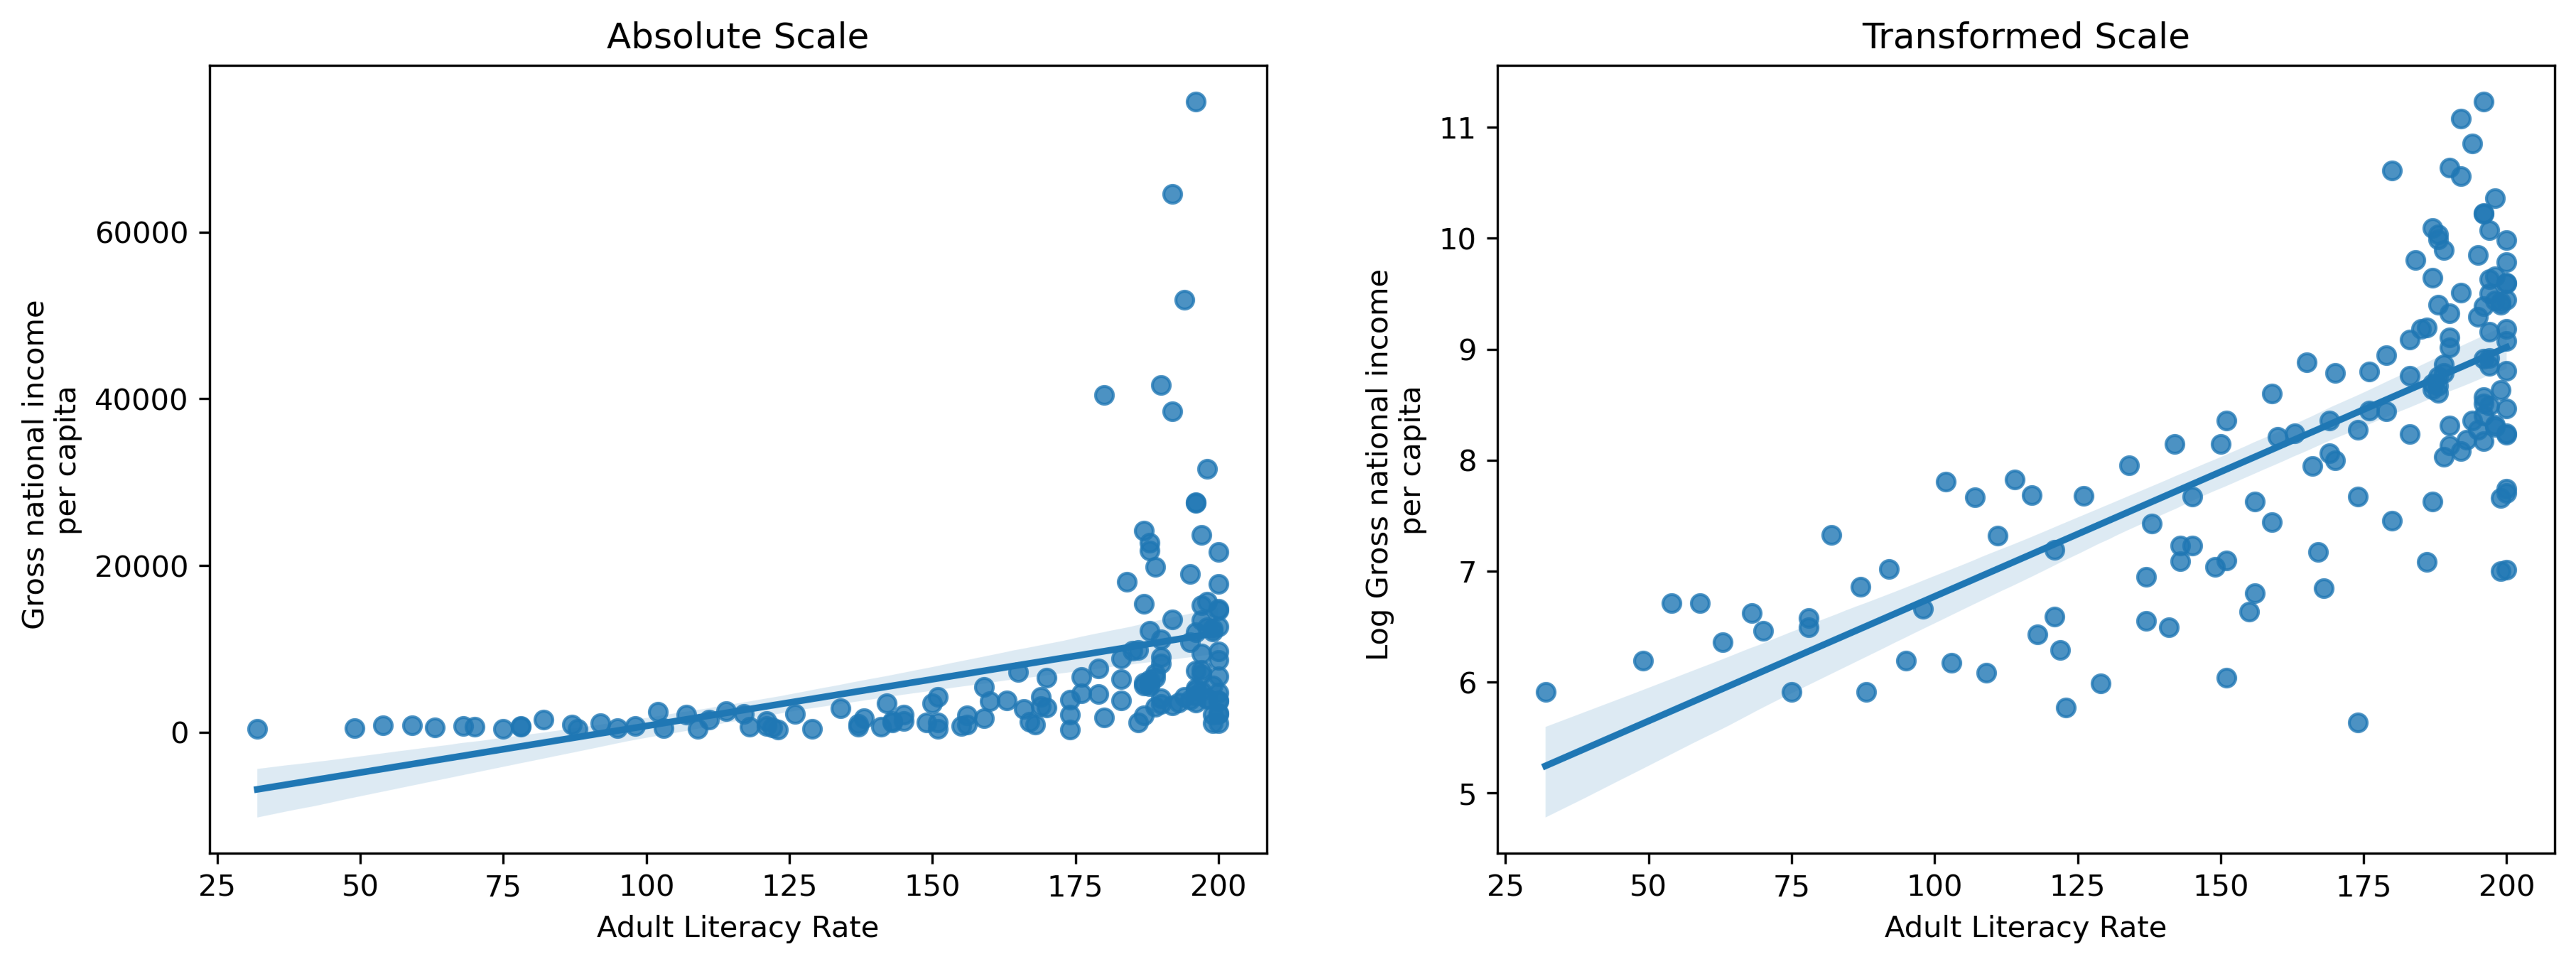 Absolute Scale
Gross national income
per capita
60000
40000
20000
0
25 50 75 100 125 150 175 200
Adult Literacy Rate
Transformed Scale
Log Gross national income
per capita
11
10
9
8
7
6
5
25 50 75 100 125 150 175 200
Adult Literacy Rate